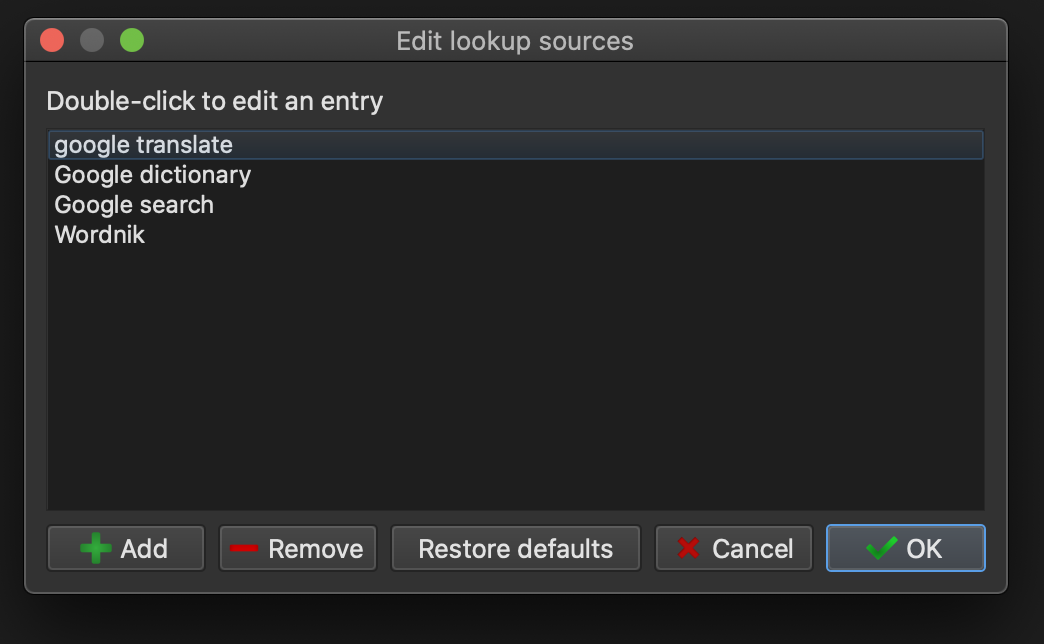 Edit lookup sources
Double-click to edit an entry
google translate
Google dictionary
Google search
Wordnik
Add Remove Restore defaults Cancel OK